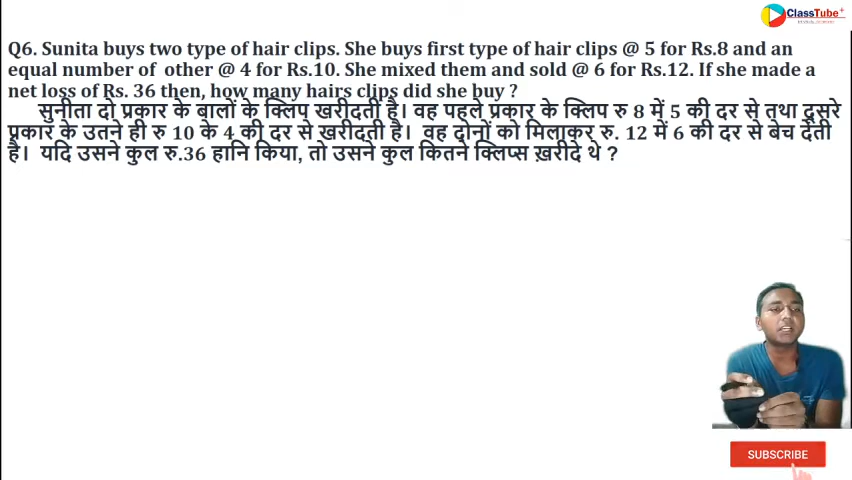 ClassTube+
Q6. Sunita buys two type of hair clips. She buys first type of hair clips @ 5 for Rs.8 and an
equal number of other @ 4 for Rs.10. She mixed them and sold @ 6 for Rs.12. If she made a
net loss of Rs. 36 then, how many hairs clips did she buy ?
सुनीता दो प्रकार के बालों के क्लिप खरीदती है। वह पहले प्रकार के क्लिप रु 8 में 5 की दर से तथा दूसरे
प्रकार के उतने ही रु 10 के 4 की दर से खरीदती है। वह दोनों को मिलाकर रु. 12 में 6 की दर से बेच देती
है। यदि उसने कुल रु.36 हानि किया, तो उसने कुल कितने क्लिप्स ख़रीदे थे ?
SUBSCRIBE